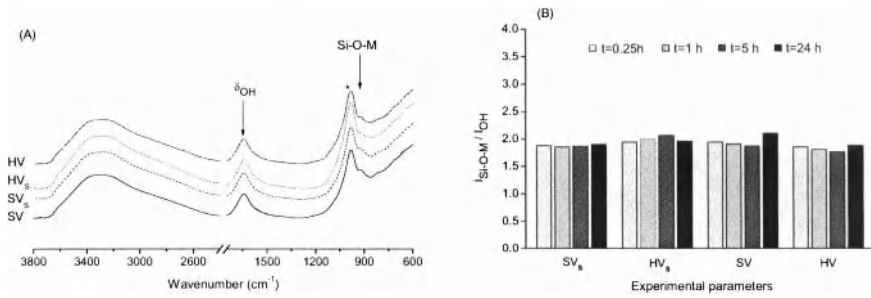 (A)
Si-O-M
δOH
*
HV
HVs
SVs
SV
3800 3400 3000 2600 1500 1200 900 600
Wavenumber (cm-1)
(B)
t=0.25h t=1 h t=5 h t=24 h
4.0
3.5
3.0
2.5
2.0
1.5
1.0
0.5
0.0
ISi-O-M / IOH
SVs HVs SV HV
Experimental parameters